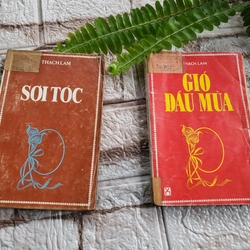 THẠCH LAM
SỢI TÓC
THẠCH LAM
GIÓ
ĐẦU MÙA